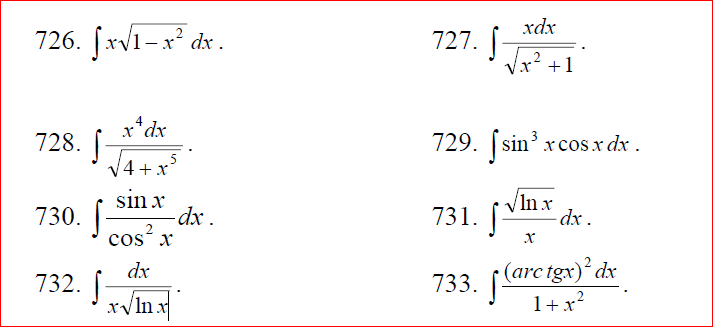 726. ∫x√(1−x²) dx .
727. ∫ xdx / √(x² +1) .
728. ∫ x⁴dx / √(4+x⁵) .
729. ∫sin³ x cos x dx .
730. ∫ sin x / cos² x dx .
731. ∫ √(ln x) / x dx .
732. ∫ dx / x√(ln x) .
733. ∫ (arc tgx)² dx / 1+x² .